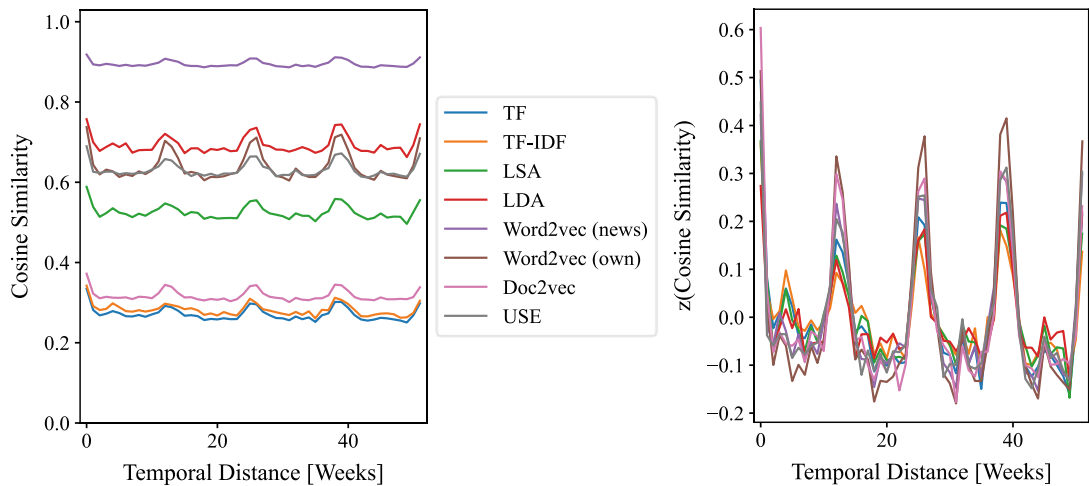 1.0
0.8
0.6
0.4
0.2
0.0
Cosine Similarity
0
20
40
Temporal Distance [Weeks]
TF
TF-IDF
LSA
LDA
Word2vec (news)
Word2vec (own)
Doc2vec
USE
0.6
0.5
0.4
0.3
0.2
0.1
0.0
−0.1
−0.2
z(Cosine Similarity)
0
20
40
Temporal Distance [Weeks]